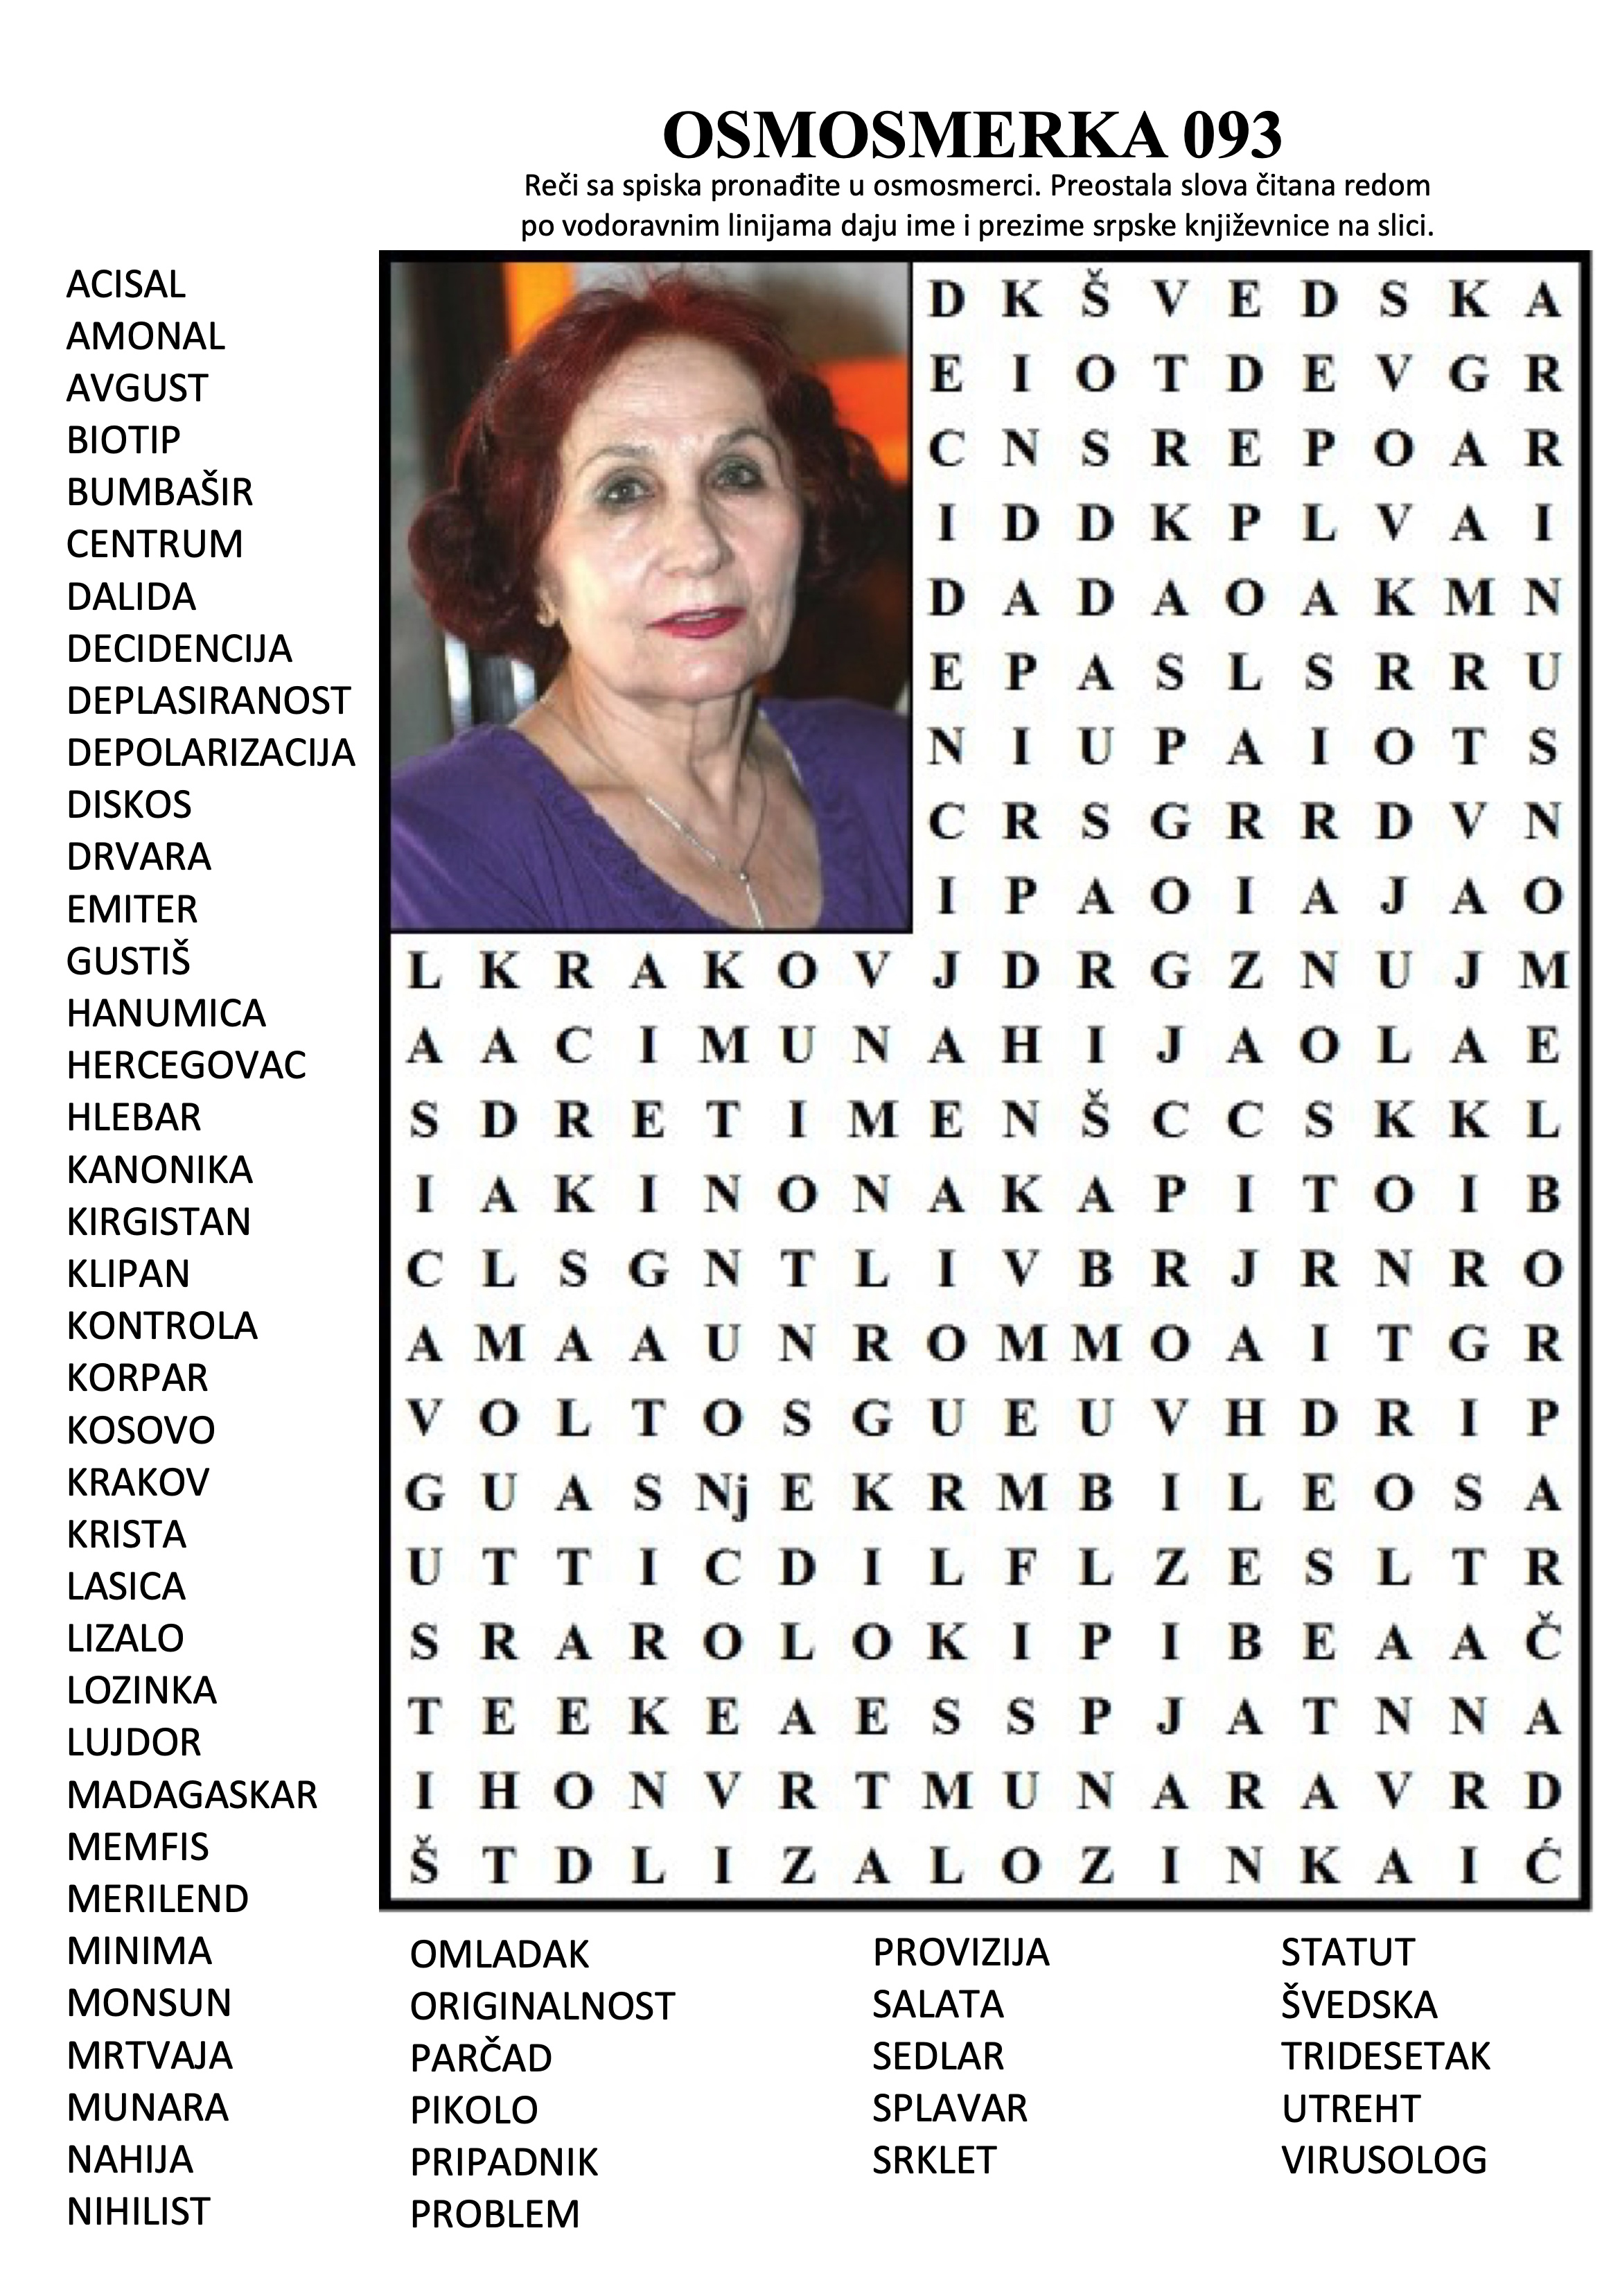 OSMOSMERKA 093
Reči sa spiska pronađite u osmosmerci. Preostala slova čitana redom
po vodoravnim linijama daju ime i prezime srpske književnice na slici.
ACISAL
AMONAL
AVGUST
BIOTIP
BUMBAŠIR
CENTRUM
DALIDA
DECIDENCIJA
DEPLASIRANOST
DEPOLARIZACIJA
DISKOS
DRVARA
EMITER
GUSTIŠ
HANUMICA
HERCEGOVAC
HLEBAR
KANONIKA
KIRGISTAN
KLIPAN
KONTROLA
KORPAR
KOSOVO
KRAKOV
KRISTA
LASICA
LIZALO
LOZINKA
LUJDOR
MADAGASKAR
MEMFIS
MERILEND
MINIMA
MONSUN
MRTVAJA
MUNARA
NAHIJA
NIHILIST
D K Š V E D S K A
E I O T D E V G R
C N S R E P O A R
I D D K P L V A I
D A D A O A K M N
E P A S L S R R U
N I U P A I O T S
C R S G R R D V N
I P A O I A J A O
L K R A K O V J D R G Z N U J M
A A C I M U N A H I J A O L A E
S D R E T I M E N Š C C S K K L
I A K I N O N A K A P I T O I B
C L S G N T L I V B R J R N R O
A M A A U N R O M M O A I T G R
V O L T O S G U E U V H D R I P
G U A S Nj E K R M B I L E O S A
U T T I C D I L F L Z E S L T R
S R A R O L O K I P I B E A A Č
T E E K E A E S S P J A T N N A
I H O N V R T M U N A R A V R D
Š T D L I Z A L O Z I N K A I Ć
OMLADAK
ORIGINALNOST
PARČAD
PIKOLO
PRIPADNIK
PROBLEM
PROVIZIJA
SALATA
SEDLAR
SPLAVAR
SRKLET
STATUT
ŠVEDSKA
TRIDESETAK
UTREHT
VIRUSOLOG